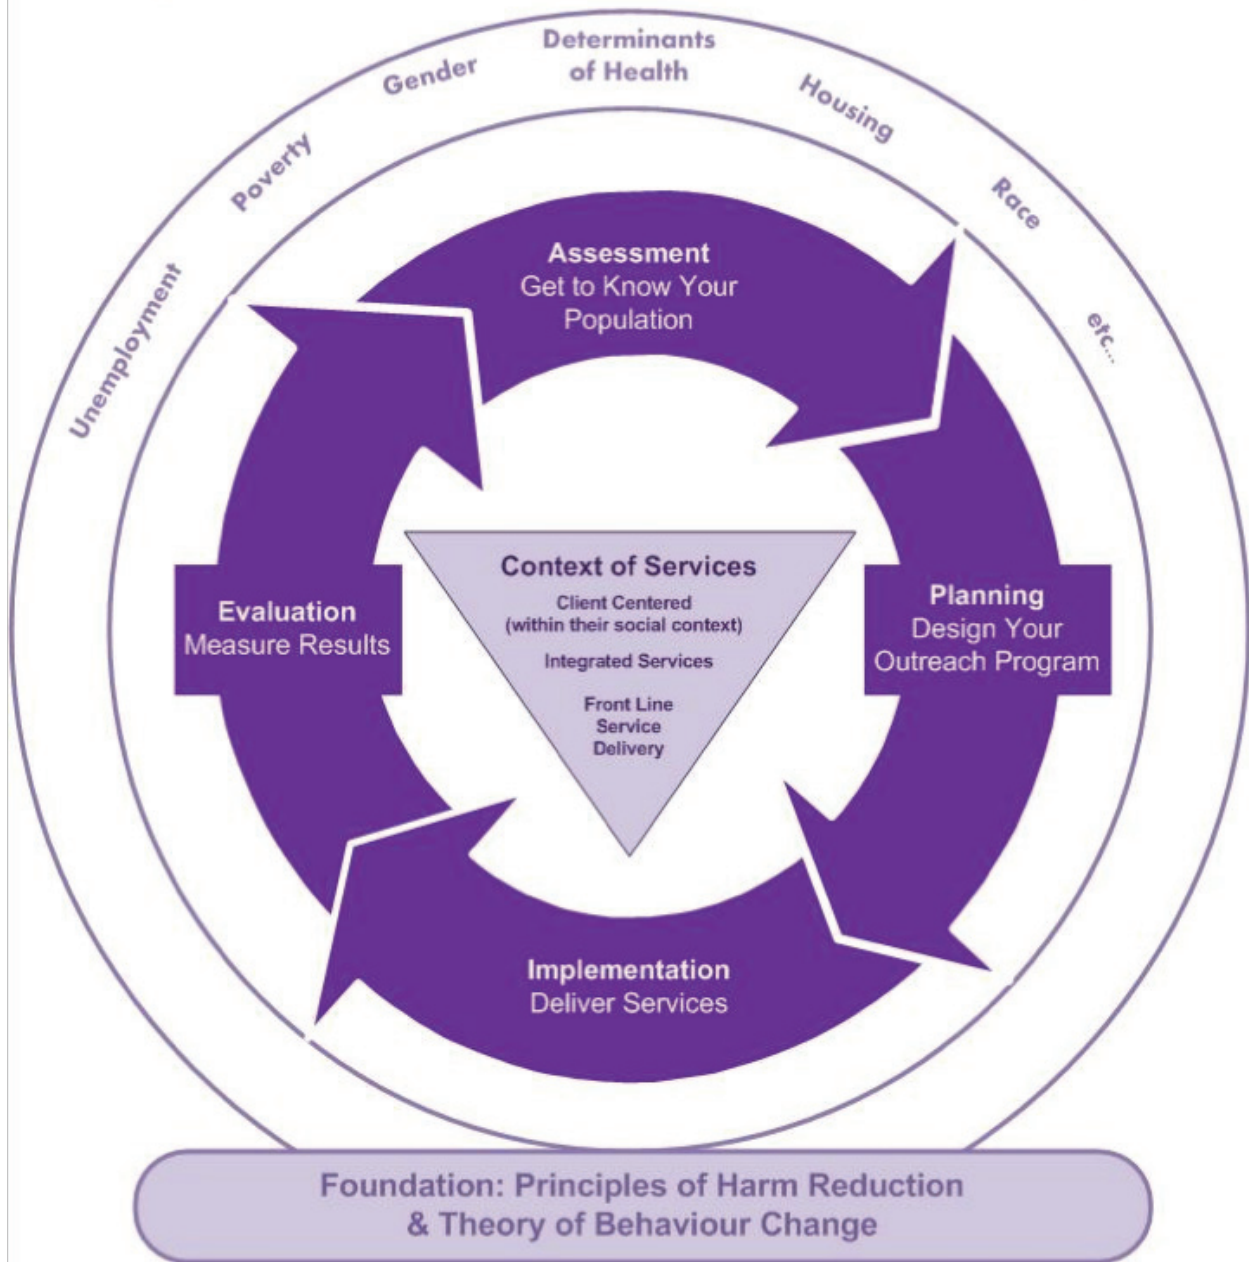 Determinants
of Health
Gender
Poverty
Unemployment
Housing
Race
etc...
Assessment
Get to Know Your
Population
Planning
Design Your
Outreach Program
Implementation
Deliver Services
Evaluation
Measure Results
Context of Services
Client Centered
(within their social context)
Integrated Services
Front Line
Service
Delivery
Foundation: Principles of Harm Reduction
& Theory of Behaviour Change